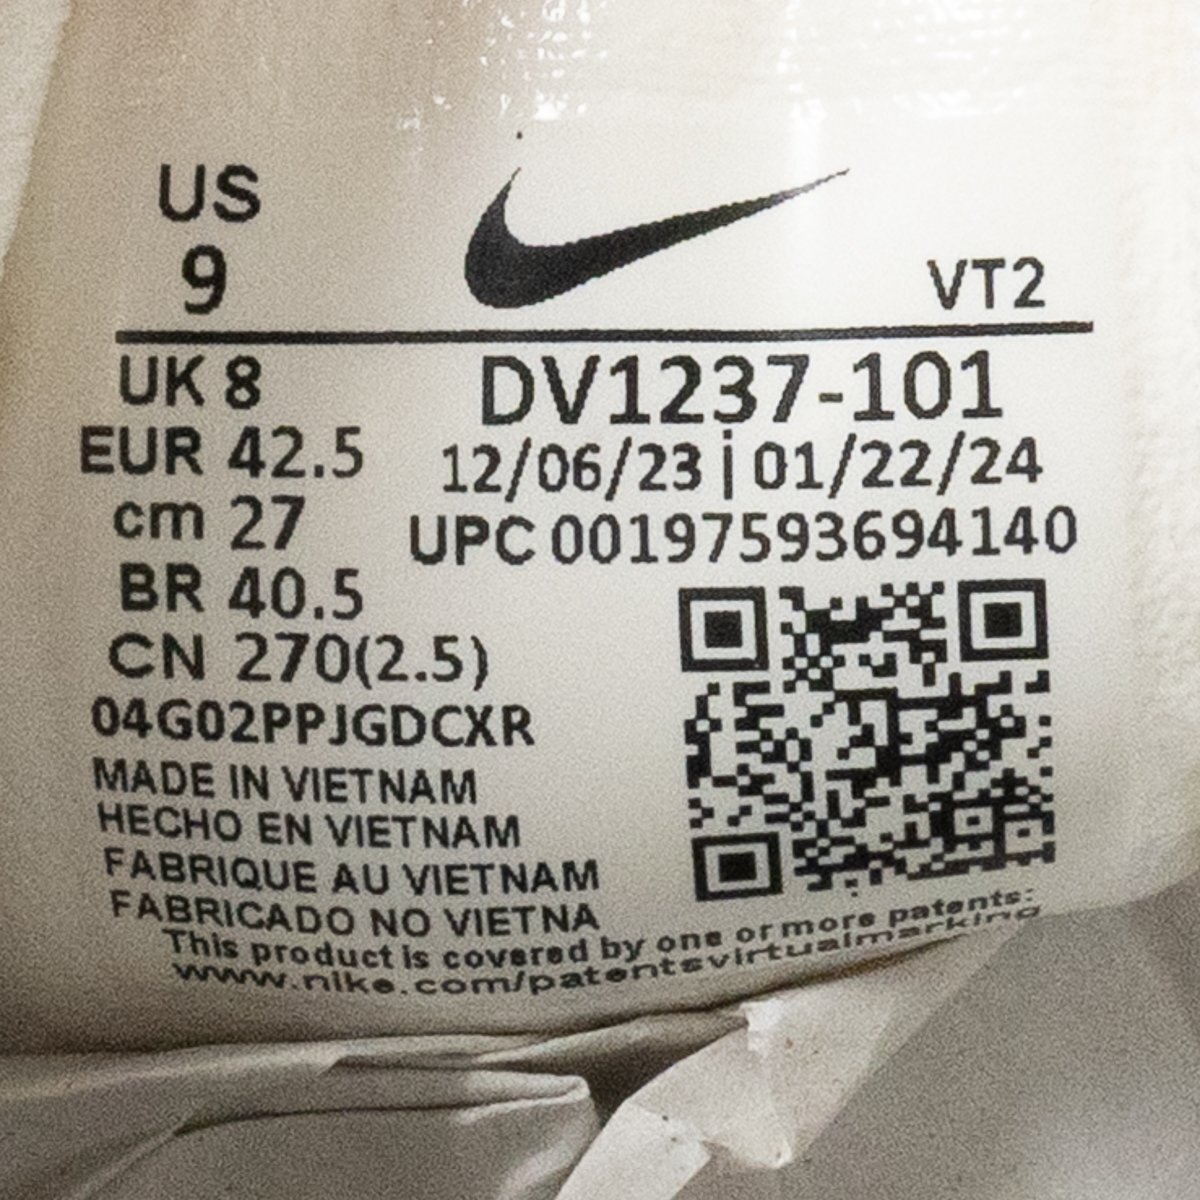 US
9
VT2
UK 8
DV1237-101
EUR 42.5
12/06/23 | 01/22/24
cm 27
UPC 00197593694140
BR 40.5
CN 270(2.5)
04G02PPJGDCXR
MADE IN VIETNAM
HECHO EN VIETNAM
FABRIQUE AU VIETNAM
FABRICADO NO VIETNA
This product is covered by one or more patents:
www.nike.com/patentsvirtualmarking